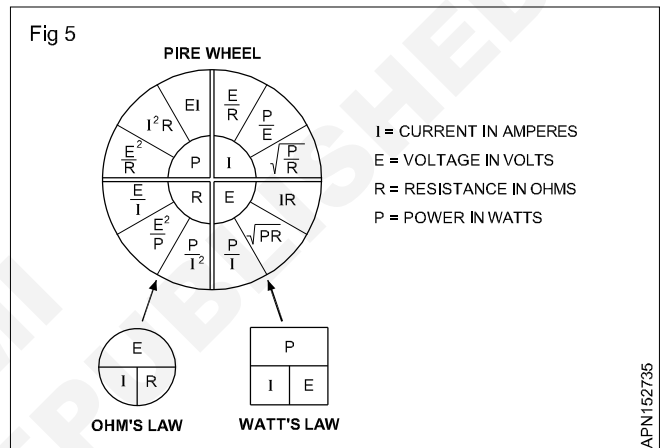 Fig 5
PIRE WHEEL
EI
E/R
I²R
P/E
E²/R
P
I
√(P/R)
E/I
R
E
IR
E²/P
√PR
P/I²
P/I
I = CURRENT IN AMPERES
E = VOLTAGE IN VOLTS
R = RESISTANCE IN OHMS
P = POWER IN WATTS
E
I R
OHM'S LAW
P
I E
WATT'S LAW
APN152735